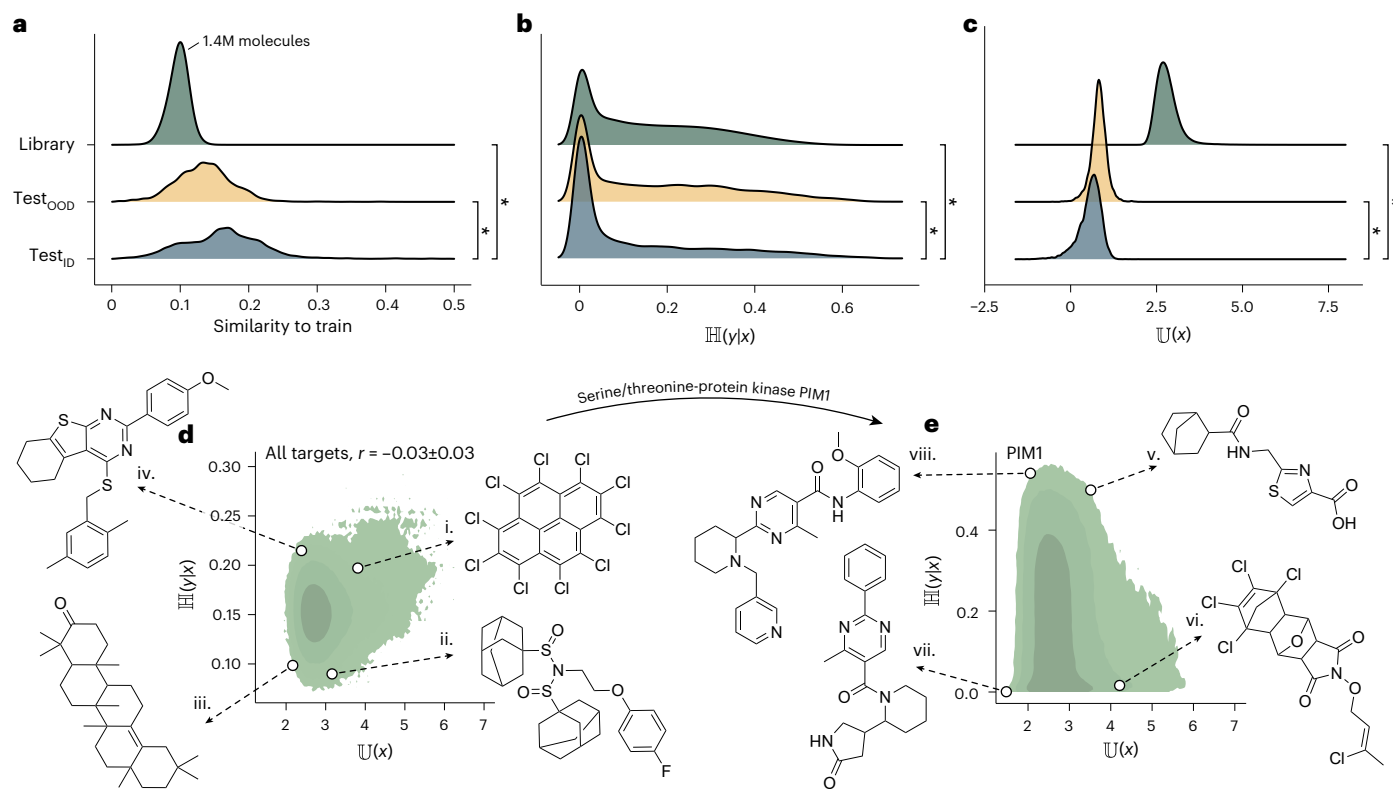 a
1.4M molecules
Library
Test_OOD
Test_ID
*
*
0
0.1
0.2
0.3
0.4
0.5
Similarity to train
b
*
*
0
0.2
0.4
0.6
ℍ(y|x)
c
*
*
−2.5
0
2.5
5.0
7.5
𝕌(x)
Serine/threonine-protein kinase PIM1
d
All targets, r = −0.03±0.03
0.30
0.25
0.20
0.15
0.10
ℍ(y|x)
2
3
4
5
6
7
𝕌(x)
iv.
O
S
N
N
S
i.
Cl
Cl
Cl
Cl
Cl
Cl
Cl
Cl
Cl
Cl
ii.
O
S
N
O
S
O
F
iii.
O
e
PIM1
0.4
0.2
0.0
ℍ(y|x)
2
3
4
5
6
7
𝕌(x)
viii.
O
O
N
N
N
H
N
N
vii.
N
N
O
N
HN
O
v.
O
HN
N
S
O
OH
vi.
Cl
Cl
Cl
Cl
O
O
N
O
O
Cl